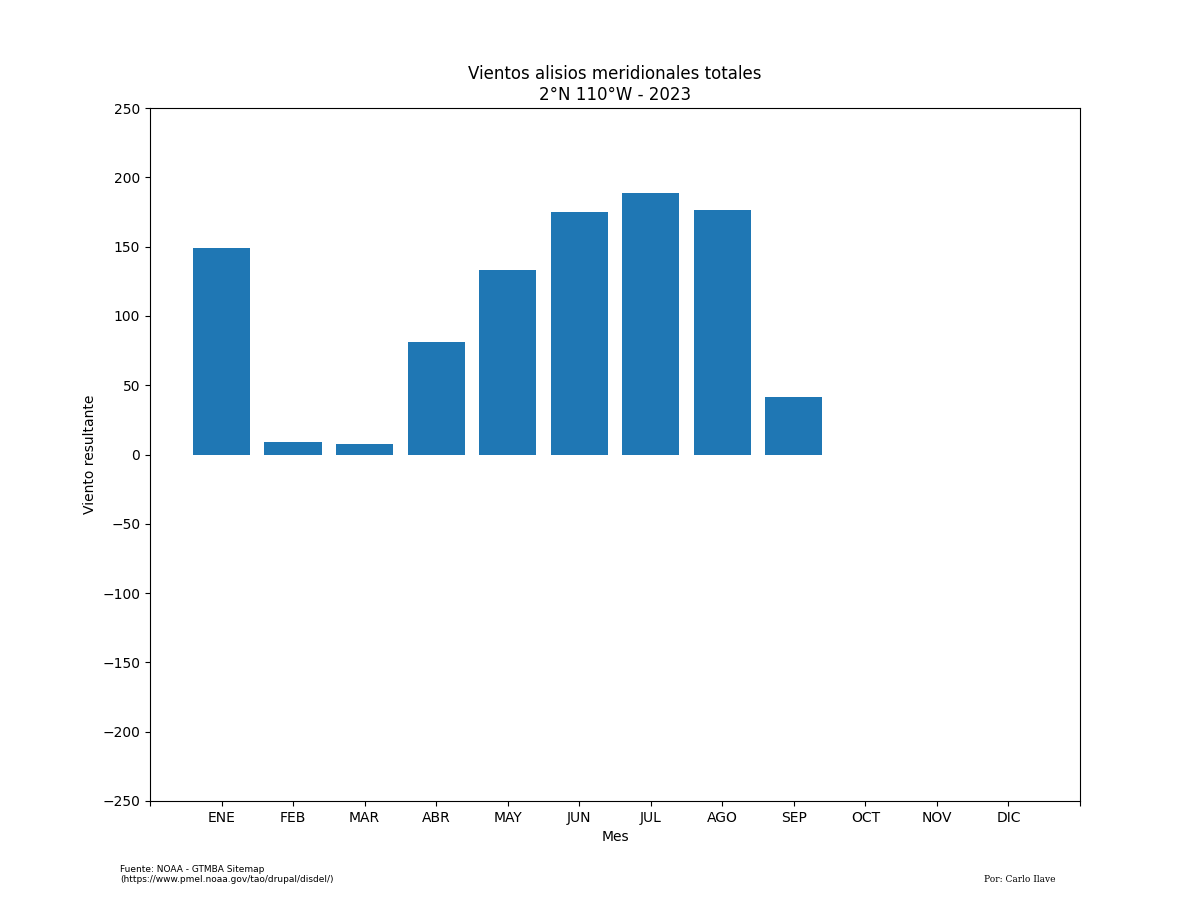 Vientos alisios meridionales totales
2°N 110°W - 2023
250
200
150
100
50
0
−50
−100
−150
−200
−250
Viento resultante
ENE FEB MAR ABR MAY JUN JUL AGO SEP OCT NOV DIC
Mes
Fuente: NOAA - GTMBA Sitemap
(https://www.pmel.noaa.gov/tao/drupal/disdel/)
Por: Carlo Ilave